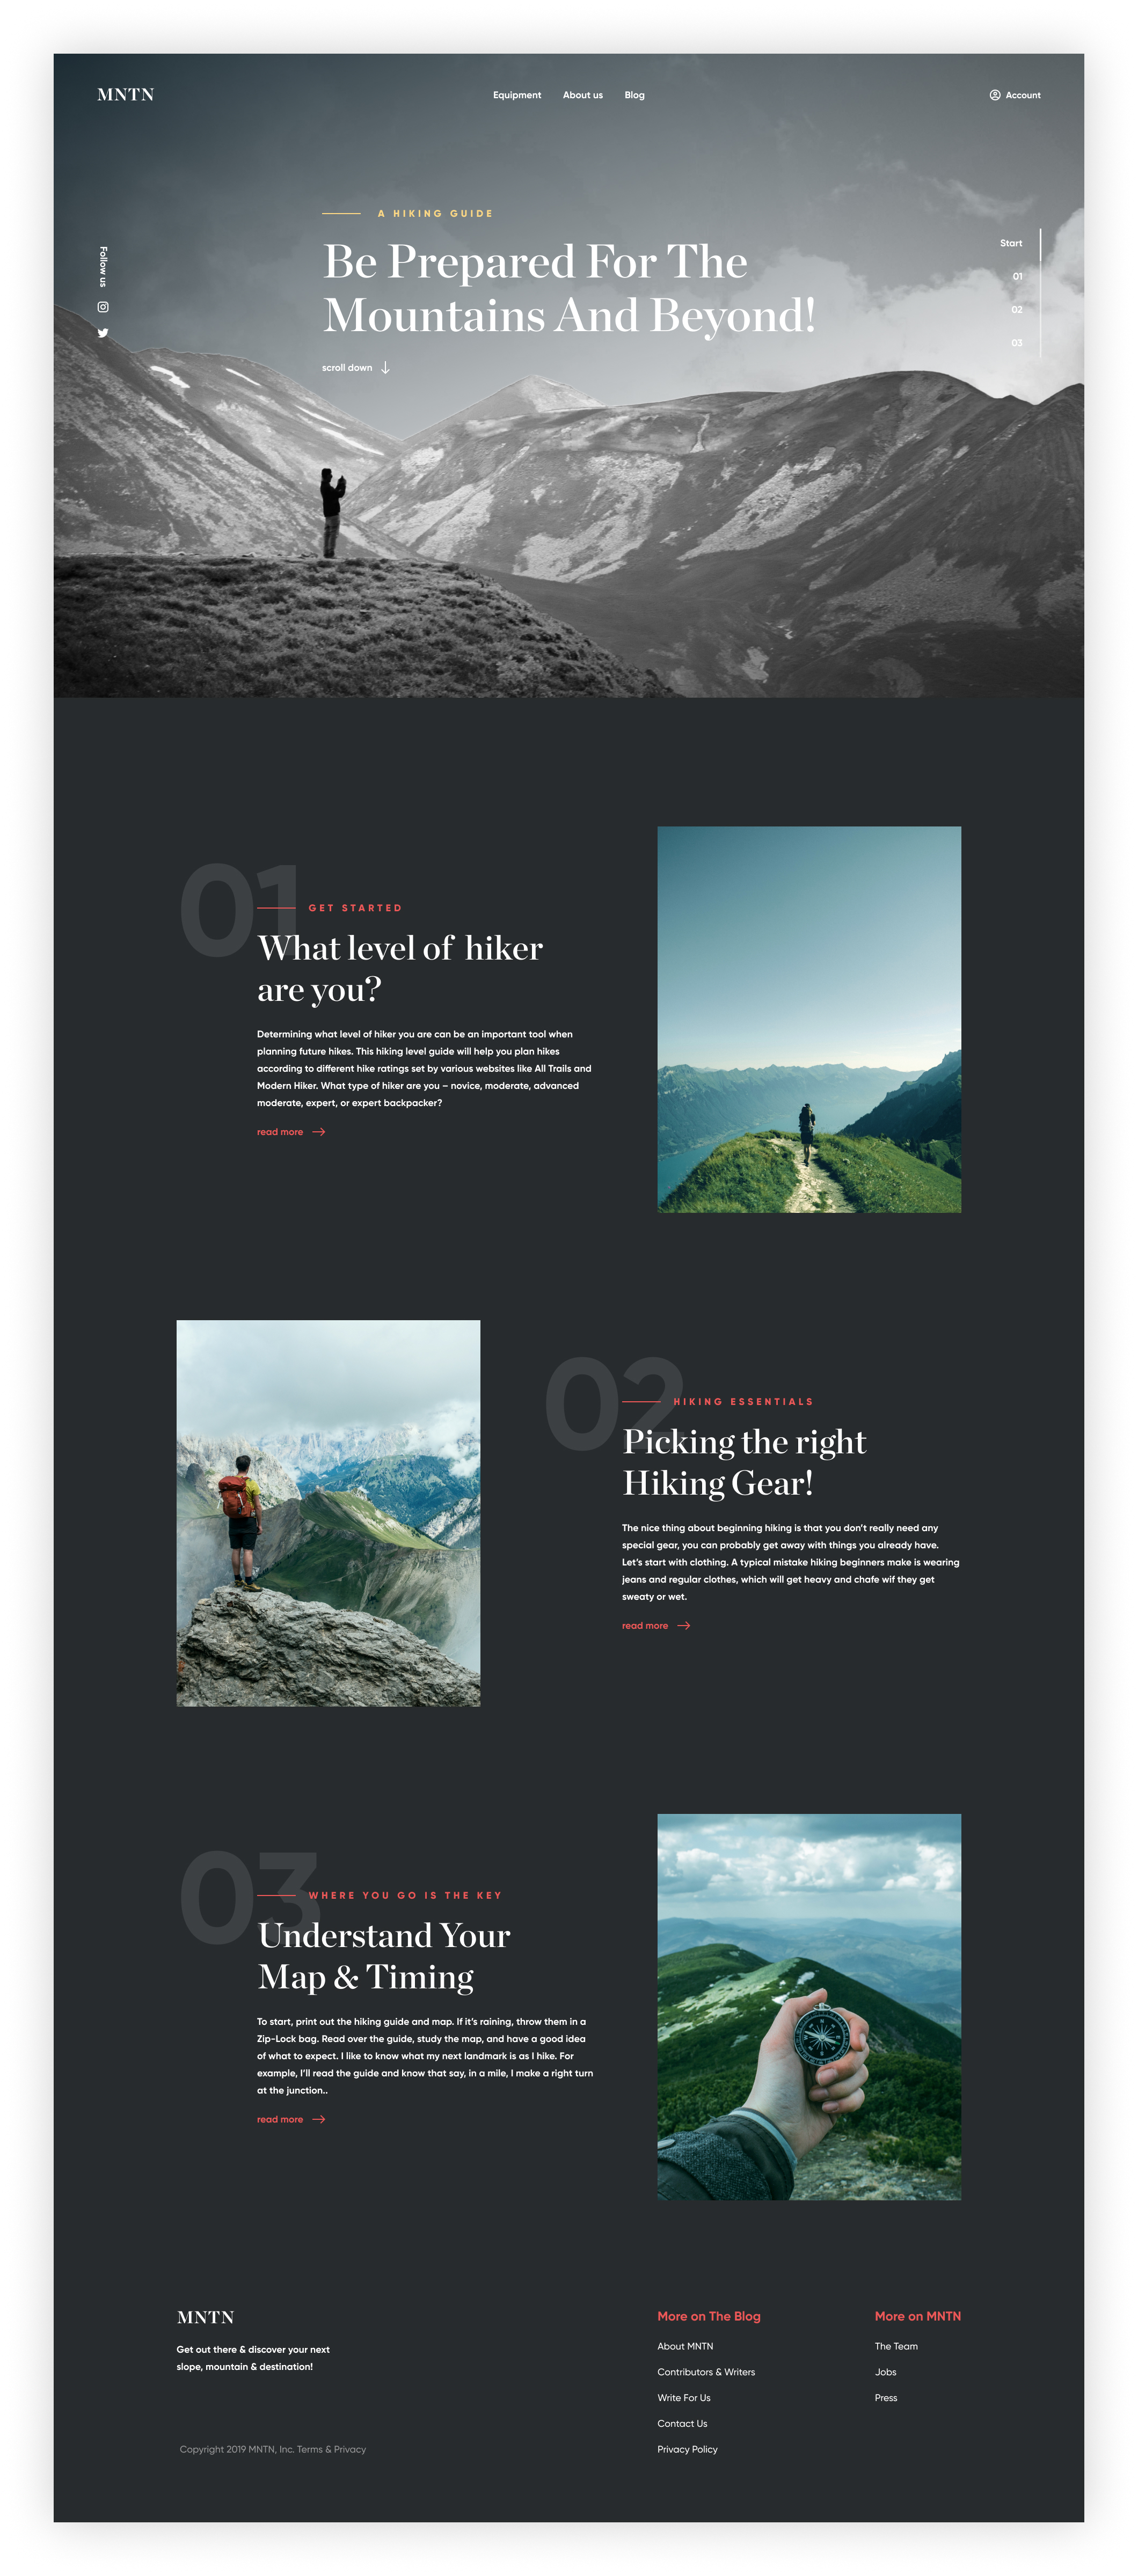 MNTN
Equipment About us Blog
Account
A HIKING GUIDE
Be Prepared For The
Mountains And Beyond!
scroll down
Follow us
Start
01
02
03
01
GET STARTED
What level of hiker
are you?
Determining what level of hiker you are can be an important tool when
planning future hikes. This hiking level guide will help you plan hikes
according to different hike ratings set by various websites like All Trails and
Modern Hiker. What type of hiker are you – novice, moderate, advanced
moderate, expert, or expert backpacker?
read more
02
HIKING ESSENTIALS
Picking the right
Hiking Gear!
The nice thing about beginning hiking is that you don’t really need any
special gear, you can probably get away with things you already have.
Let’s start with clothing. A typical mistake hiking beginners make is wearing
jeans and regular clothes, which will get heavy and chafe wif they get
sweaty or wet.
read more
03
WHERE YOU GO IS THE KEY
Understand Your
Map & Timing
To start, print out the hiking guide and map. If it’s raining, throw them in a
Zip-Lock bag. Read over the guide, study the map, and have a good idea
of what to expect. I like to know what my next landmark is as I hike. For
example, I’ll read the guide and know that say, in a mile, I make a right turn
at the junction..
read more
MNTN
Get out there & discover your next
slope, mountain & destination!
Copyright 2019 MNTN, Inc. Terms & Privacy
More on The Blog
About MNTN
Contributors & Writers
Write For Us
Contact Us
Privacy Policy
More on MNTN
The Team
Jobs
Press